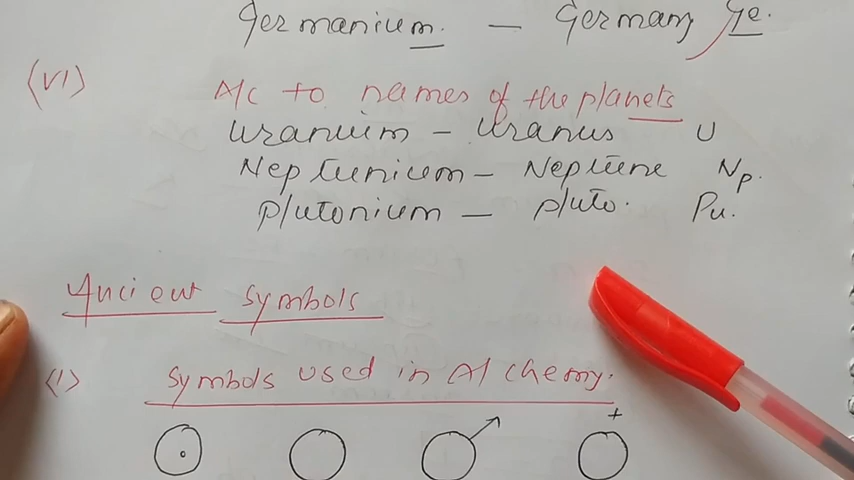 Germanium. — Germany Ge.
(VI) A/C to names of the planets
Uranium – Uranus U
Neptunium – Neptune Np.
Plutonium — pluto. Pu.
Ancient Symbols
(1) Symbols used in Alchemy.
+